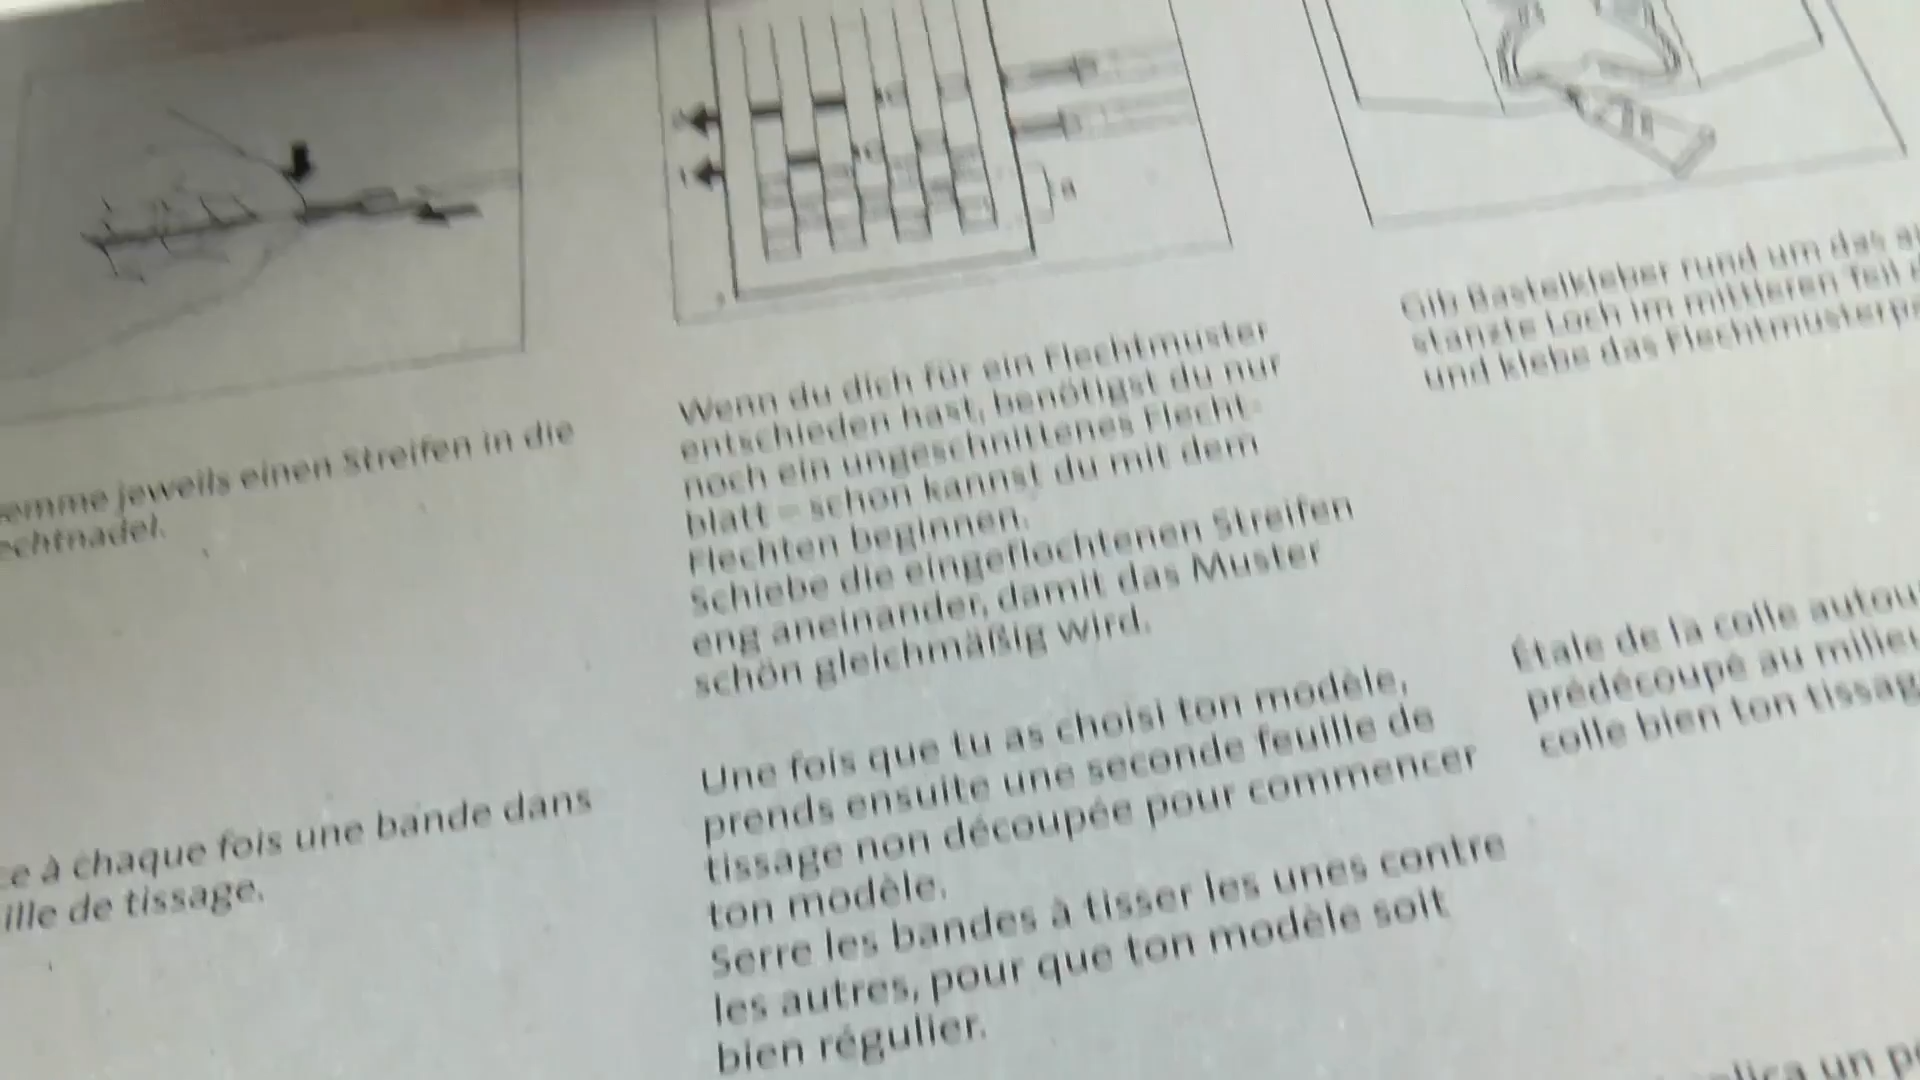 emme jeweils einen Streifen in die
echtnadel.
ce à chaque fois une bande dans
ille de tissage.
a
Wenn du dich für ein Flechtmuster
entschieden hast, benötigst du nur
noch ein ungeschnittenes Flecht-
blatt – schon kannst du mit dem
Flechten beginnen.
Schiebe die eingeflochtenen Streifen
eng aneinander, damit das Muster
schön gleichmäßig wird.
Une fois que tu as choisi ton modèle,
prends ensuite une seconde feuille de
tissage non découpée pour commencer
ton modèle.
Serre les bandes à tisser les unes contre
les autres, pour que ton modèle soit
bien régulier.
Gib Bastelkleber rund um das
stanzte Loch im mittleren Teil
und klebe das Flechtmusterpa
Étale de la colle autou
prédécoupé au milieu
colle bien ton tissag
plica un pe